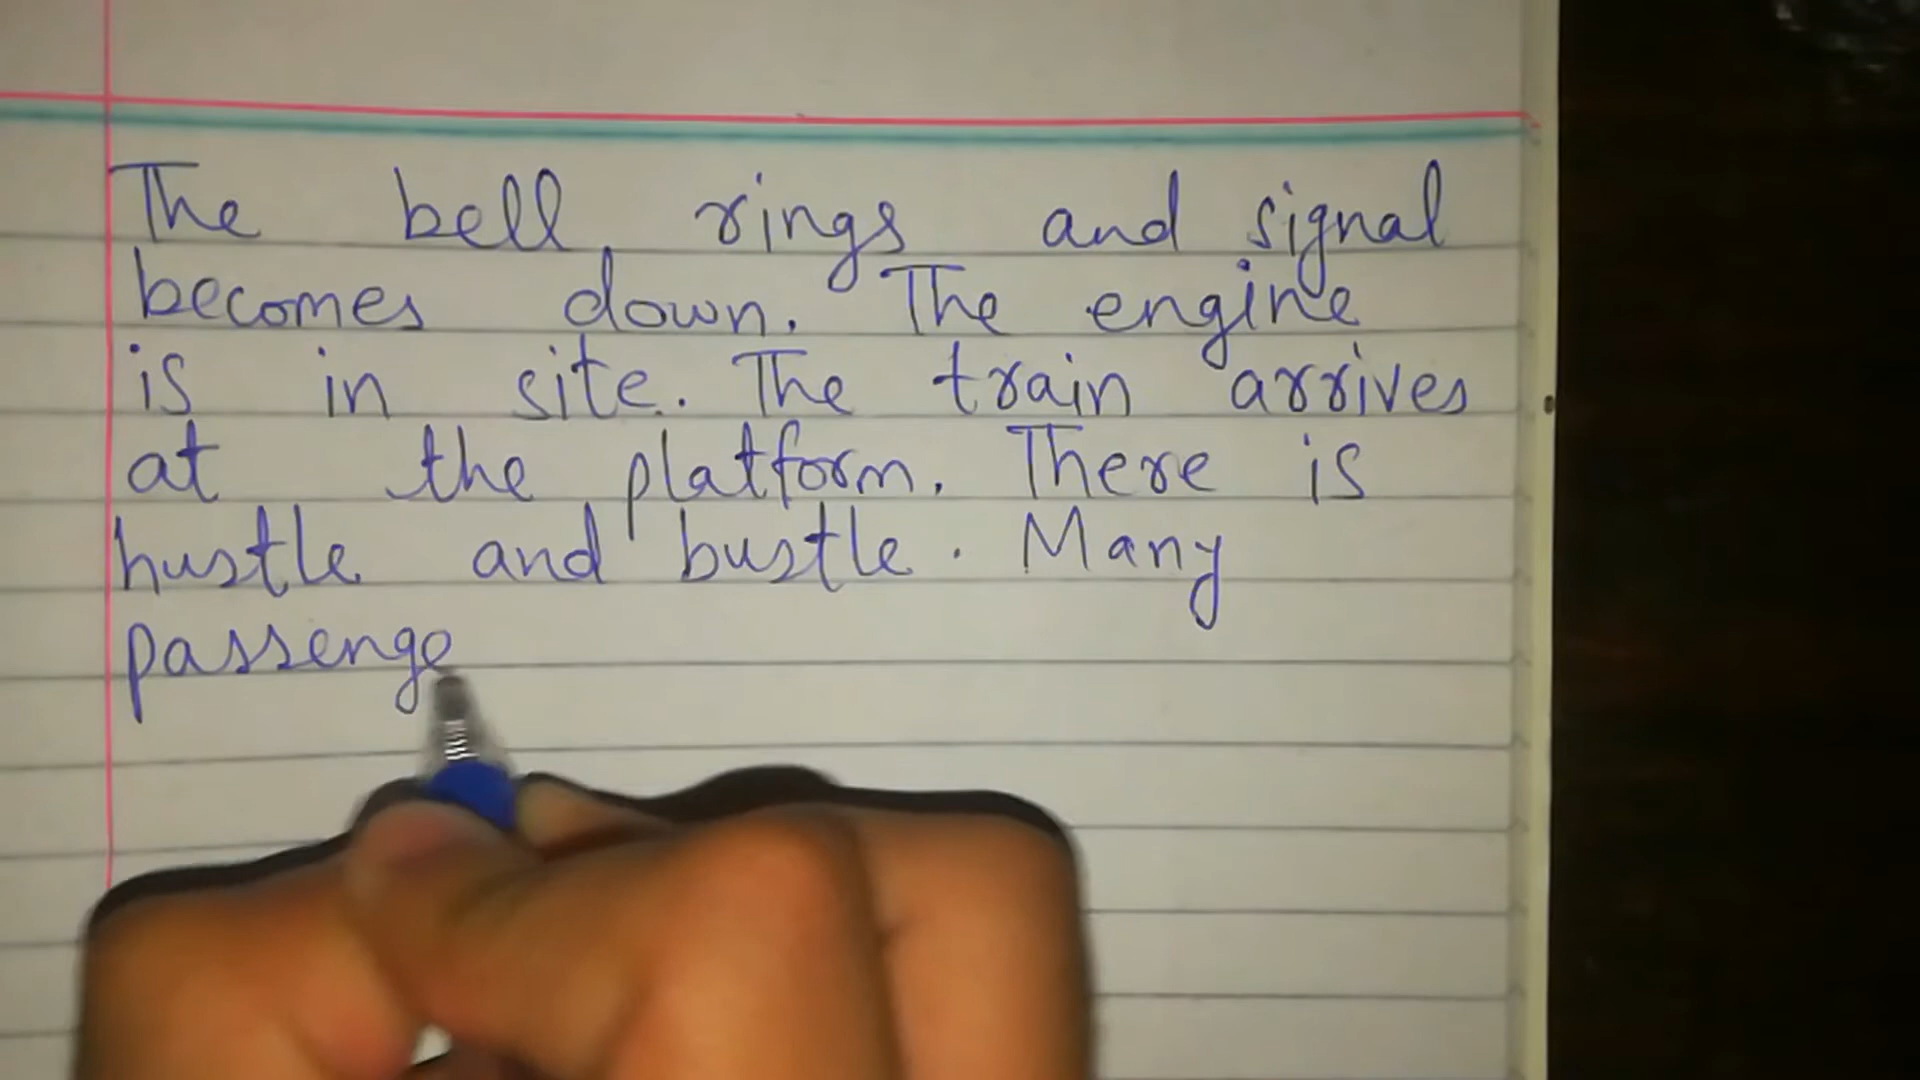 The bell rings and signal
becomes down. The engine
is in site. The train arrives
at the platform. There is
hustle and bustle. Many
passenge